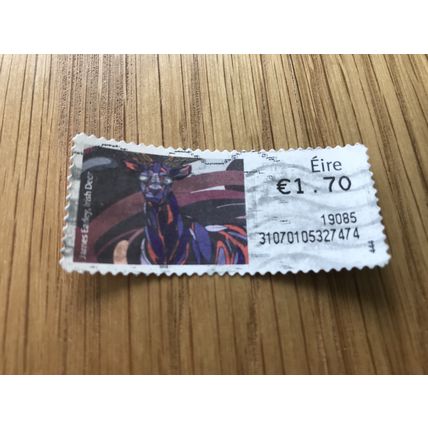 James Earley, Irish Deer
Éire
€1.70
19085
31070105327474